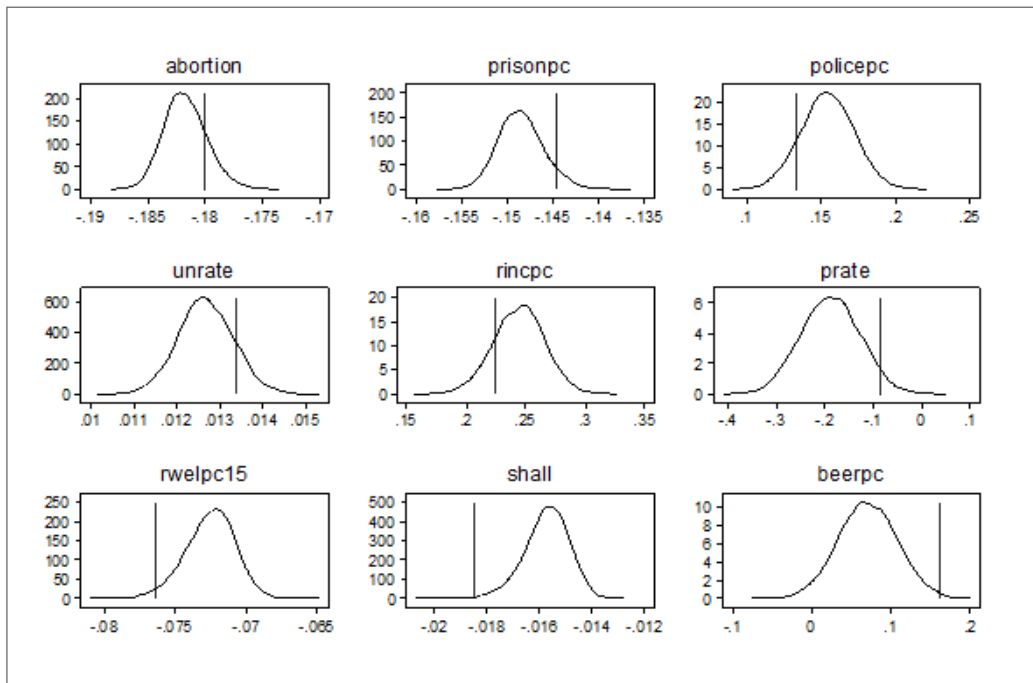 abortion
200
150
100
50
0
-.19 -.185 -.18 -.175 -.17
prisonpc
200
150
100
50
0
-.16 -.155 -.15 -.145 -.14 -.135
policepc
20
15
10
5
0
.1 .15 .2 .25
unrate
600
400
200
0
.01 .011 .012 .013 .014 .015
rincpc
20
15
10
5
0
.15 .2 .25 .3 .35
prate
6
4
2
0
-.4 -.3 -.2 -.1 0 .1
rwelpc15
250
200
150
100
50
0
-.08 -.075 -.07 -.065
shall
500
400
300
200
100
0
-.02 -.018 -.016 -.014 -.012
beerpc
10
8
6
4
2
0
-.1 0 .1 .2